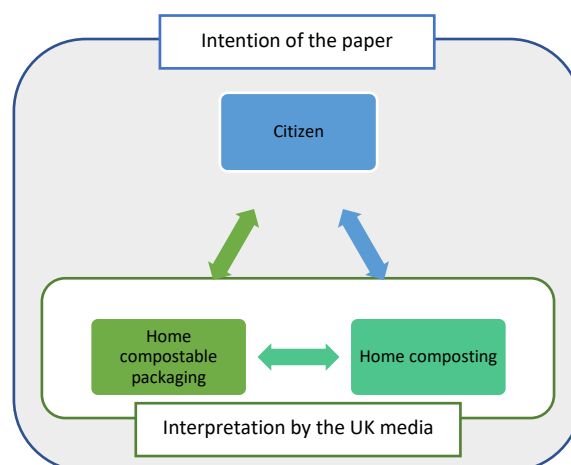 Intention of the paper
Citizen
Home
compostable
packaging
Home composting
Interpretation by the UK media